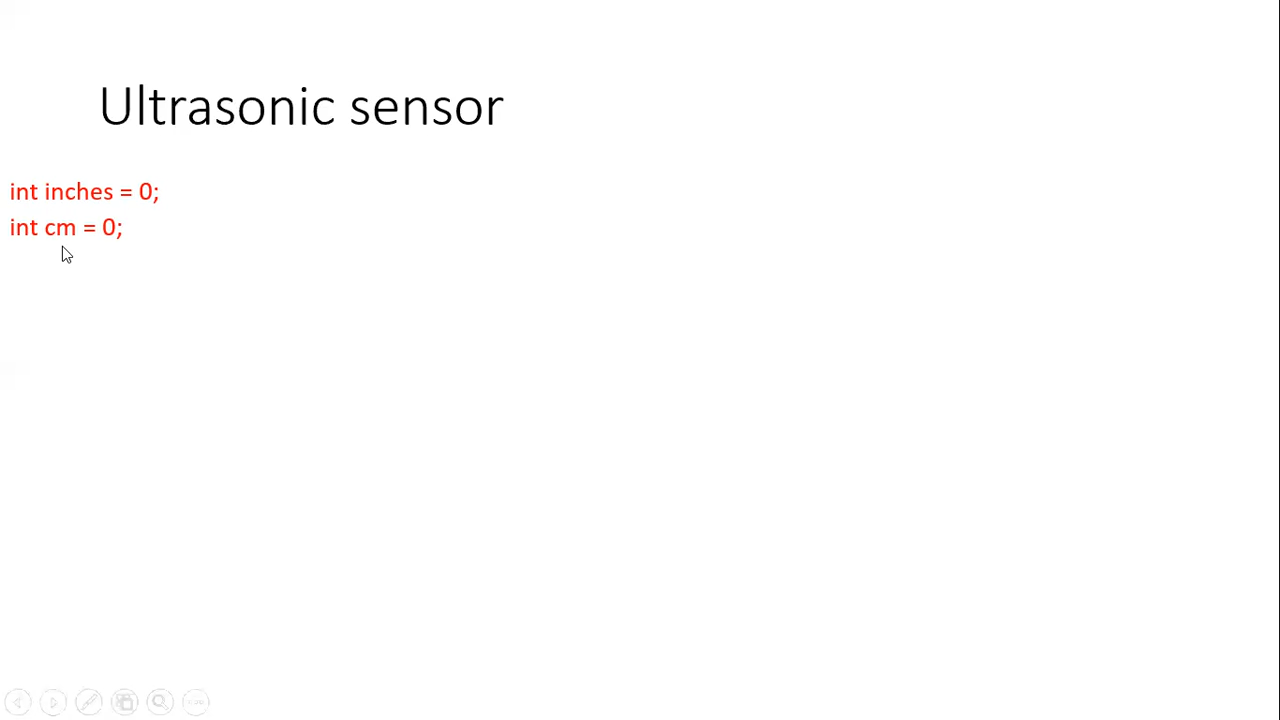 Ultrasonic sensor
int inches = 0;
int cm = 0;